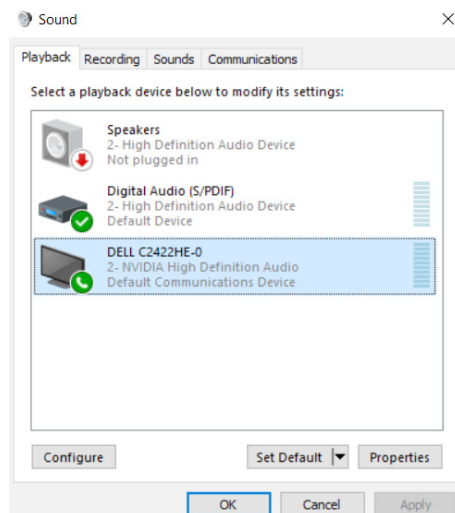 Sound
Playback Recording Sounds Communications
Select a playback device below to modify its settings:
Speakers
2- High Definition Audio Device
Not plugged in
Digital Audio (S/PDIF)
2- High Definition Audio Device
Default Device
DELL C2422HE-0
2- NVIDIA High Definition Audio
Default Communications Device
Configure Set Default Properties
OK Cancel Apply